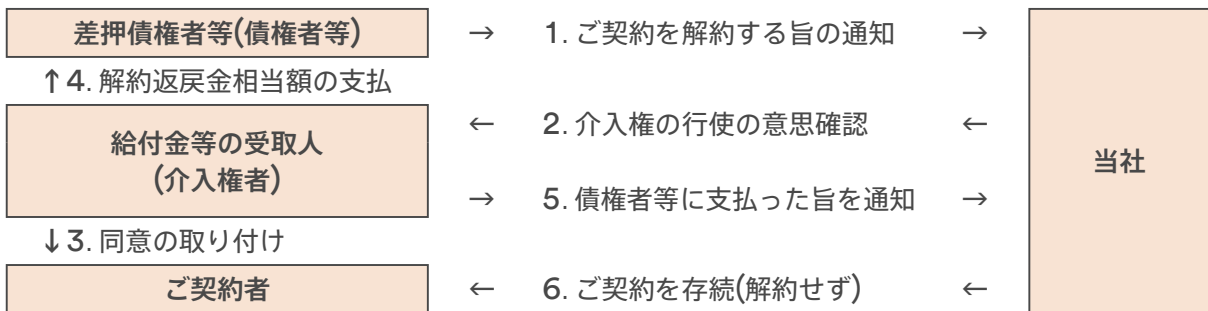 差押債権者等(債権者等) → 1. ご契約を解約する旨の通知 →
↑4. 解約返戻金相当額の支払
給付金等の受取人
(介入権者)
← 2. 介入権の行使の意思確認 ←
→ 5. 債権者等に支払った旨を通知 →
↓3. 同意の取り付け
ご契約者 ← 6. ご契約を存続(解約せず) ←
当社